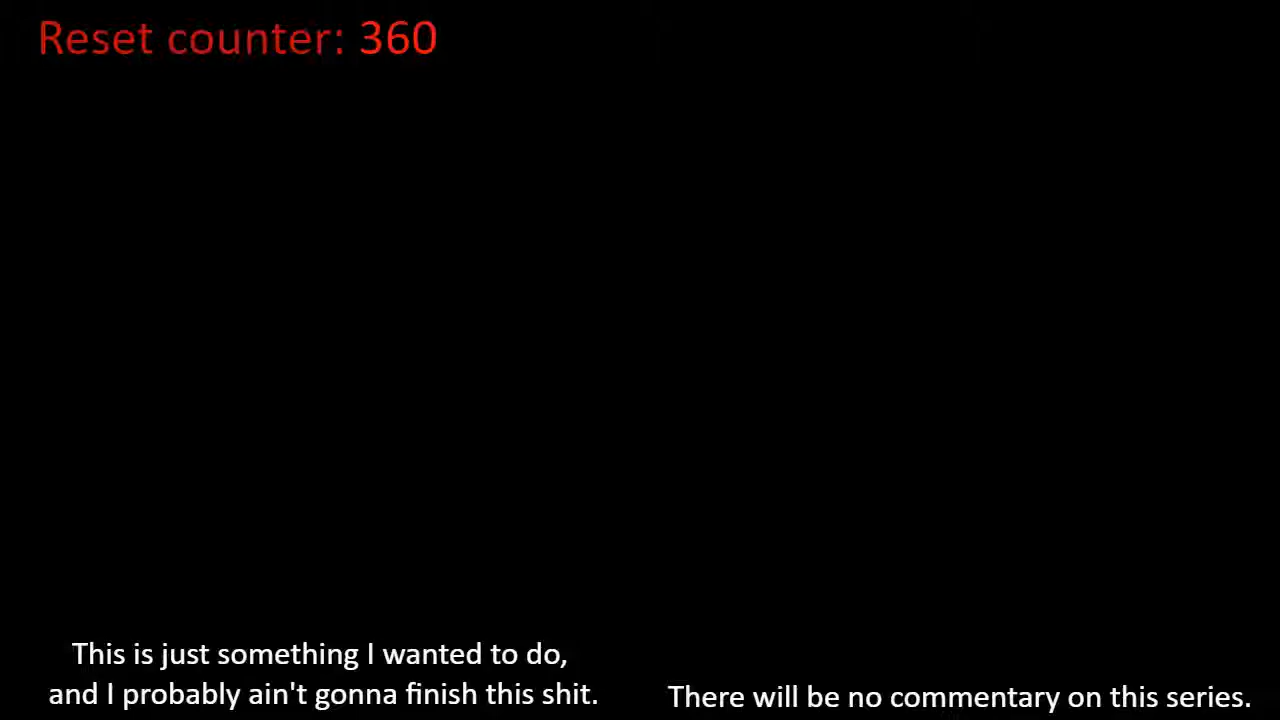 Reset counter: 360
This is just something I wanted to do,
and I probably ain't gonna finish this shit.
There will be no commentary on this series.